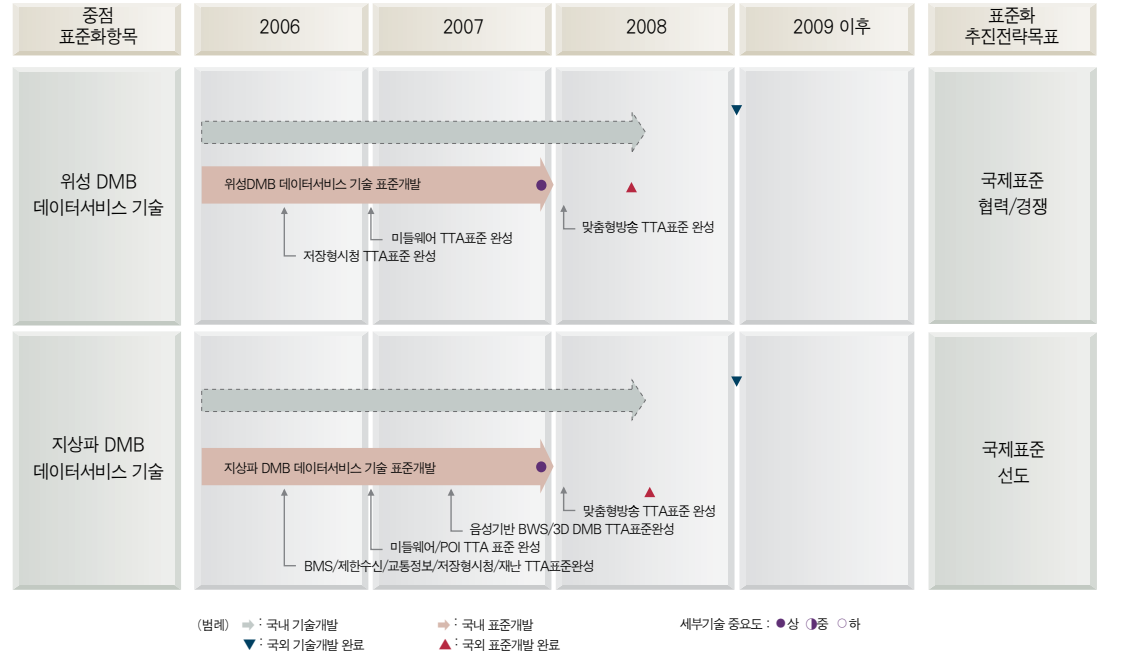 중점
표준화항목
2006
2007
2008
2009 이후
표준화
추진전략목표
위성 DMB
데이터서비스 기술
위성DMB 데이터서비스 기술 표준개발
맞춤형방송 TTA표준 완성
미들웨어 TTA표준 완성
저장형시청 TTA표준 완성
국제표준
협력/경쟁
지상파 DMB
데이터서비스 기술
지상파 DMB 데이터서비스 기술 표준개발
맞춤형방송 TTA표준 완성
음성기반 BWS/3D DMB TTA표준완성
미들웨어/POI TTA 표준 완성
BMS/제한수신/교통정보/저장형시청/재난 TTA표준완성
국제표준
선도
(범례) : 국내 기술개발 : 국내 표준개발 세부기술 중요도 : 상 중 하
: 국외 기술개발 완료 : 국외 표준개발 완료